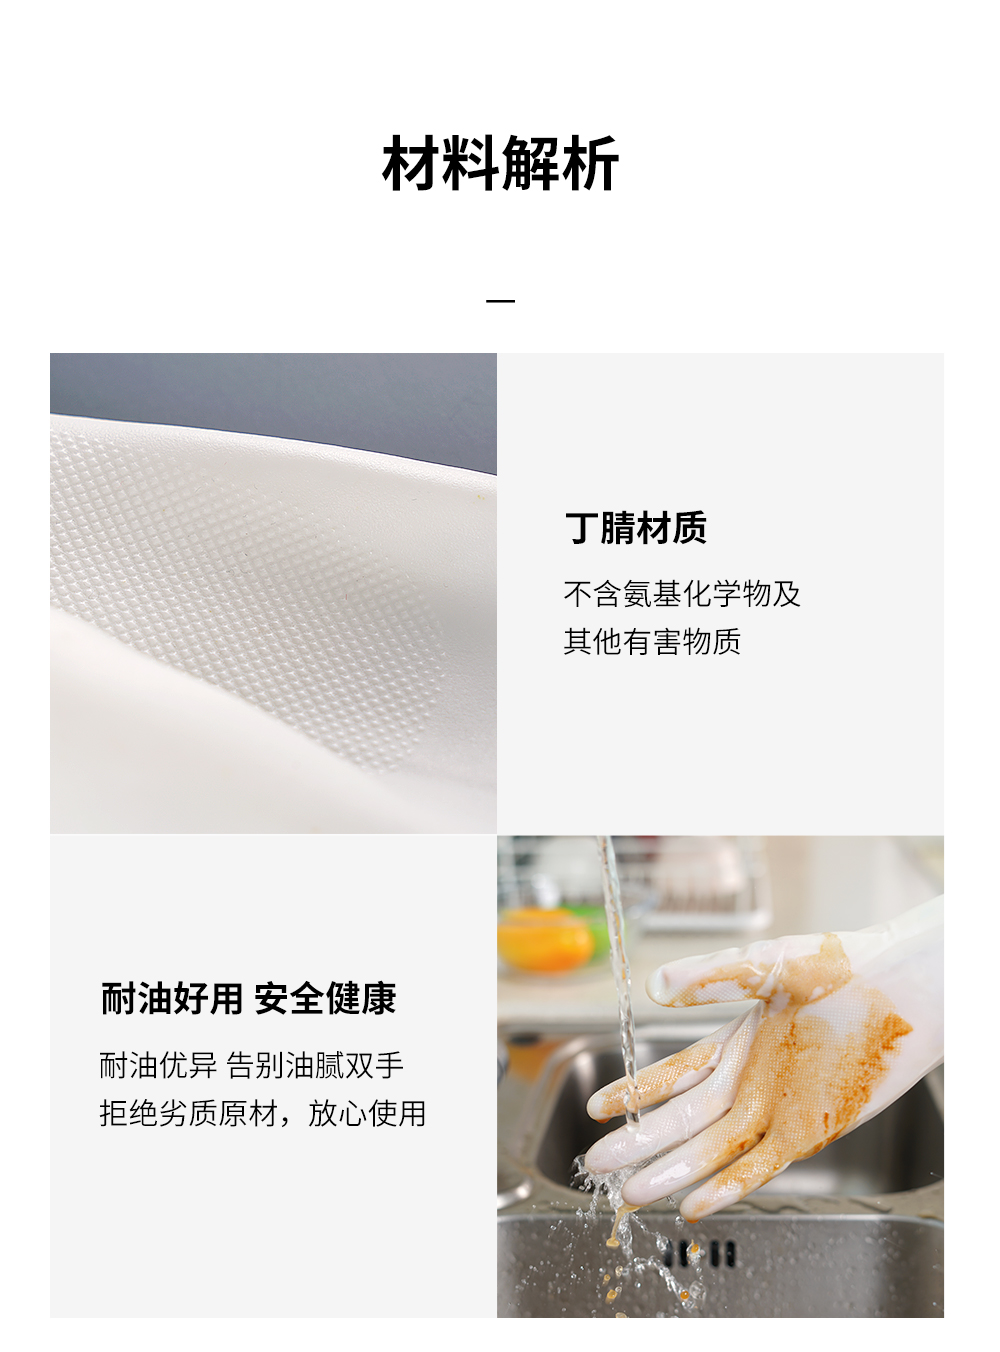 材料解析
丁腈材质
不含氨基化学物及
其他有害物质
耐油好用 安全健康
耐油优异 告别油腻双手
拒绝劣质原材，放心使用